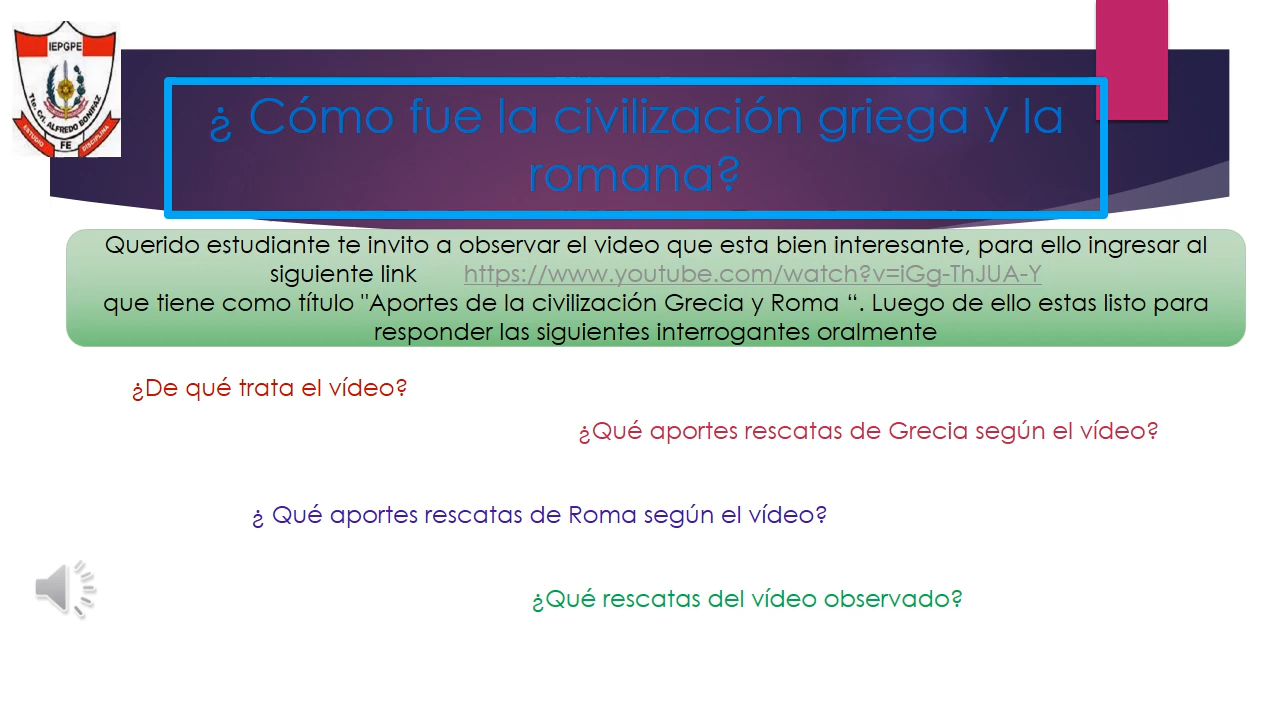 IEPGPE
Tte. Crl. ALFREDO BONIFAZ
ESTUDIO
FE
DISCIPLINA
¿ Cómo fue la civilización griega y la
romana?
Querido estudiante te invito a observar el video que esta bien interesante, para ello ingresar al
siguiente link https://www.youtube.com/watch?v=iGg-ThJUA-Y
que tiene como título "Aportes de la civilización Grecia y Roma “. Luego de ello estas listo para
responder las siguientes interrogantes oralmente
¿De qué trata el vídeo?
¿Qué aportes rescatas de Grecia según el vídeo?
¿ Qué aportes rescatas de Roma según el vídeo?
¿Qué rescatas del vídeo observado?